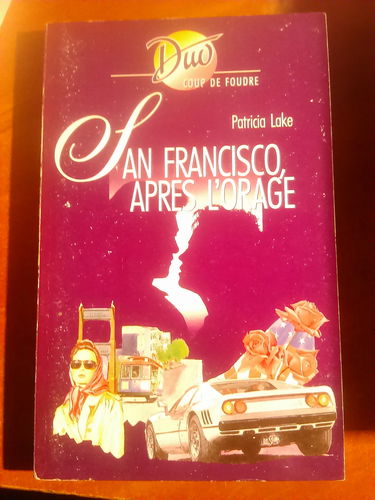 Duo
COUP DE FOUDRE
Patricia Lake
SAN FRANCISCO,
APRES L'ORAGE